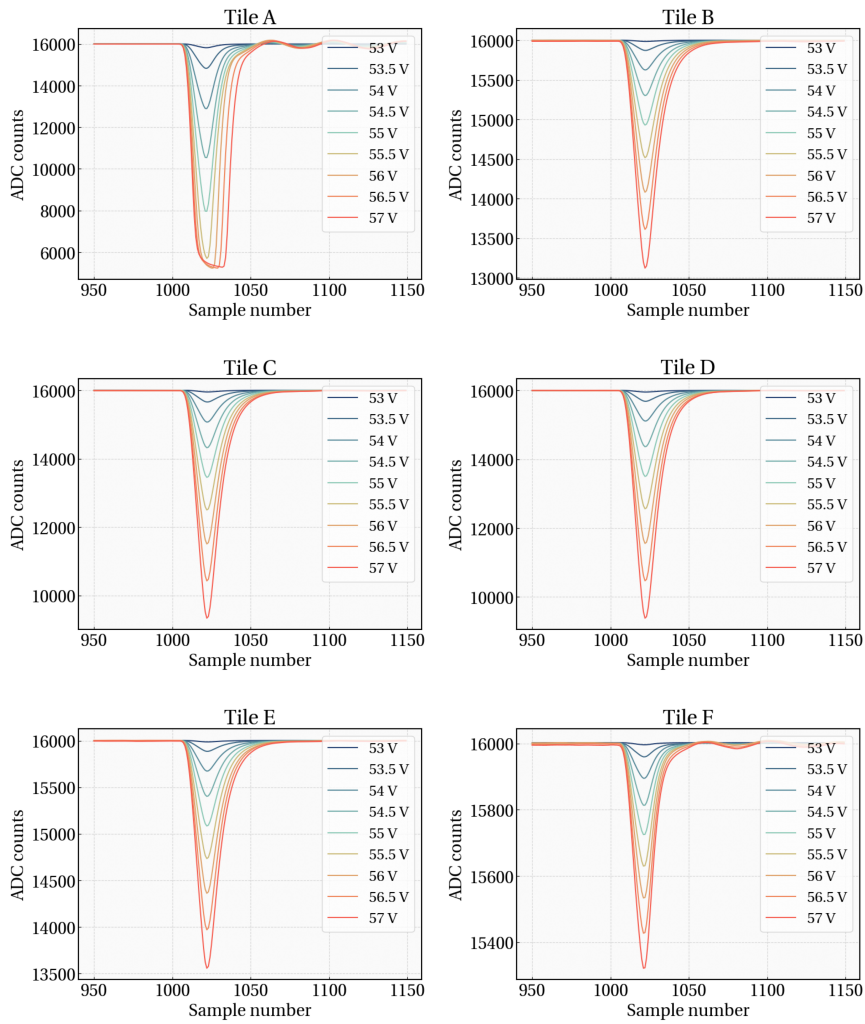 Tile A
ADC counts
16000
14000
12000
10000
8000
6000
950
1000
1050
1100
1150
Sample number
53 V
53.5 V
54 V
54.5 V
55 V
55.5 V
56 V
56.5 V
57 V
Tile B
ADC counts
16000
15500
15000
14500
14000
13500
13000
950
1000
1050
1100
1150
Sample number
53 V
53.5 V
54 V
54.5 V
55 V
55.5 V
56 V
56.5 V
57 V
Tile C
ADC counts
16000
14000
12000
10000
950
1000
1050
1100
1150
Sample number
53 V
53.5 V
54 V
54.5 V
55 V
55.5 V
56 V
56.5 V
57 V
Tile D
ADC counts
16000
14000
12000
10000
950
1000
1050
1100
1150
Sample number
53 V
53.5 V
54 V
54.5 V
55 V
55.5 V
56 V
56.5 V
57 V
Tile E
ADC counts
16000
15500
15000
14500
14000
13500
950
1000
1050
1100
1150
Sample number
53 V
53.5 V
54 V
54.5 V
55 V
55.5 V
56 V
56.5 V
57 V
Tile F
ADC counts
16000
15800
15600
15400
950
1000
1050
1100
1150
Sample number
53 V
53.5 V
54 V
54.5 V
55 V
55.5 V
56 V
56.5 V
57 V